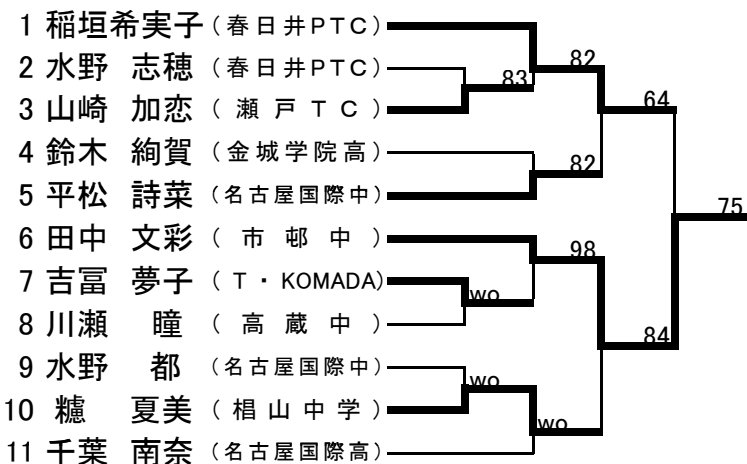 1 稲垣希実子 (春日井PTC)
2 水野 志穂 (春日井PTC)
3 山崎 加恋 (瀬戸TC)
4 鈴木 絢賀 (金城学院高)
5 平松 詩菜 (名古屋国際中)
6 田中 文彩 (市邨中)
7 吉冨 夢子 (T・KOMADA)
8 川瀬 瞳 (高蔵中)
9 水野 都 (名古屋国際中)
10 糀 夏美 (椙山中学)
11 千葉 南奈 (名古屋国際高)
83
82
82
64
98
wo
wo
wo
84
75